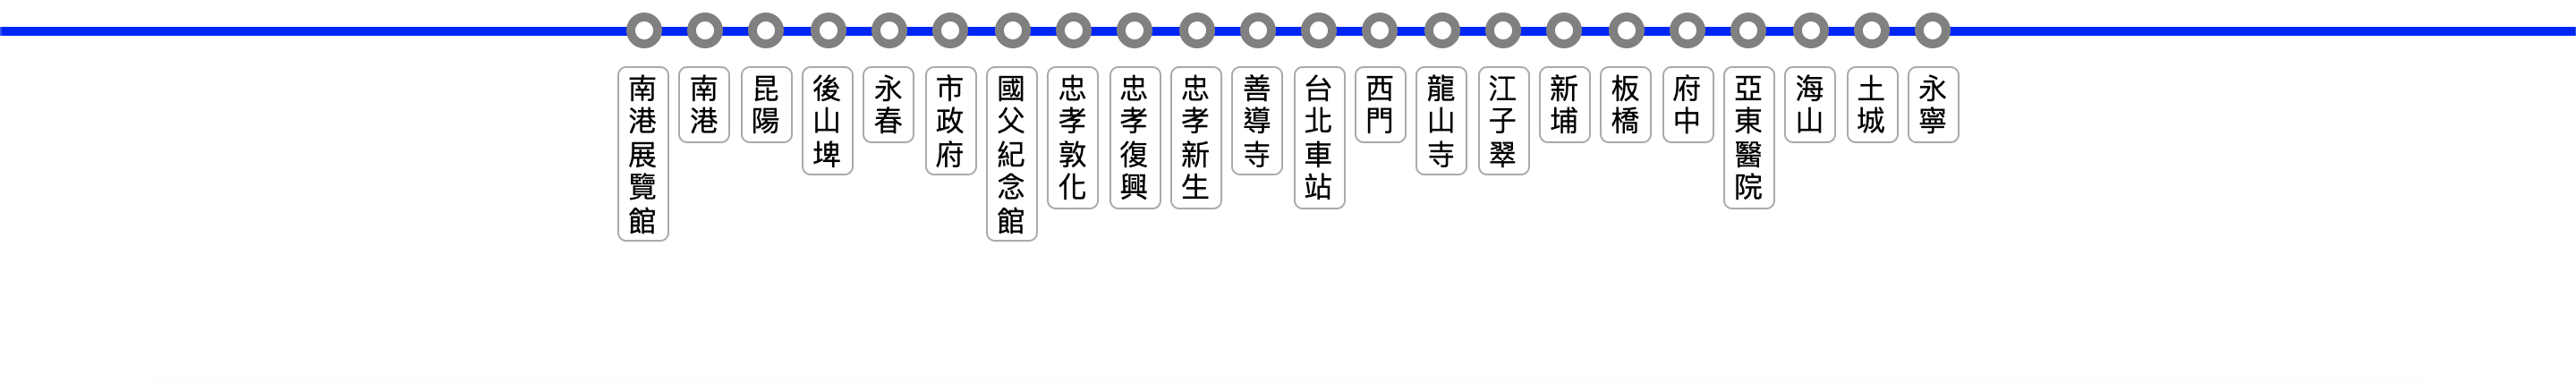 南港展覽館
南港
昆陽
後山埤
永春
市政府
國父紀念館
忠孝敦化
忠孝復興
忠孝新生
善導寺
台北車站
西門
龍山寺
江子翠
新埔
板橋
府中
亞東醫院
海山
土城
永寧